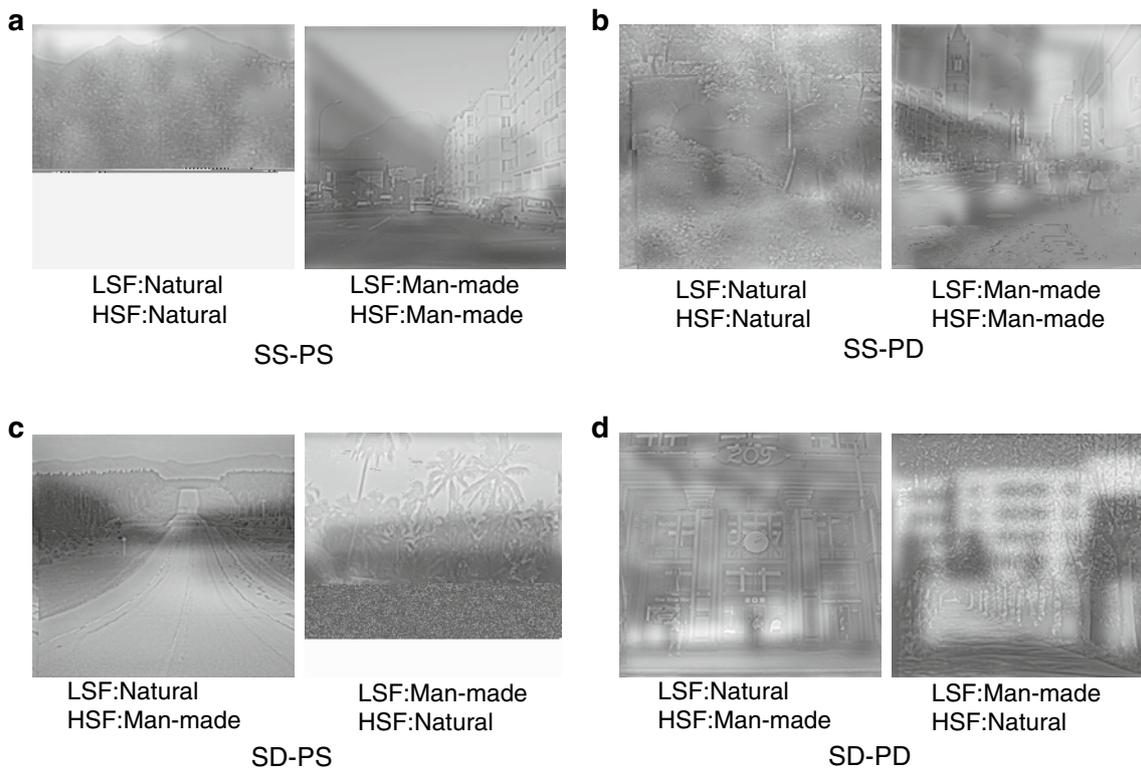 a
LSF:Natural
HSF:Natural
LSF:Man-made
HSF:Man-made
SS-PS
b
LSF:Natural
HSF:Natural
LSF:Man-made
HSF:Man-made
SS-PD
c
LSF:Natural
HSF:Man-made
LSF:Man-made
HSF:Natural
SD-PS
d
205
LSF:Natural
HSF:Man-made
LSF:Man-made
HSF:Natural
SD-PD